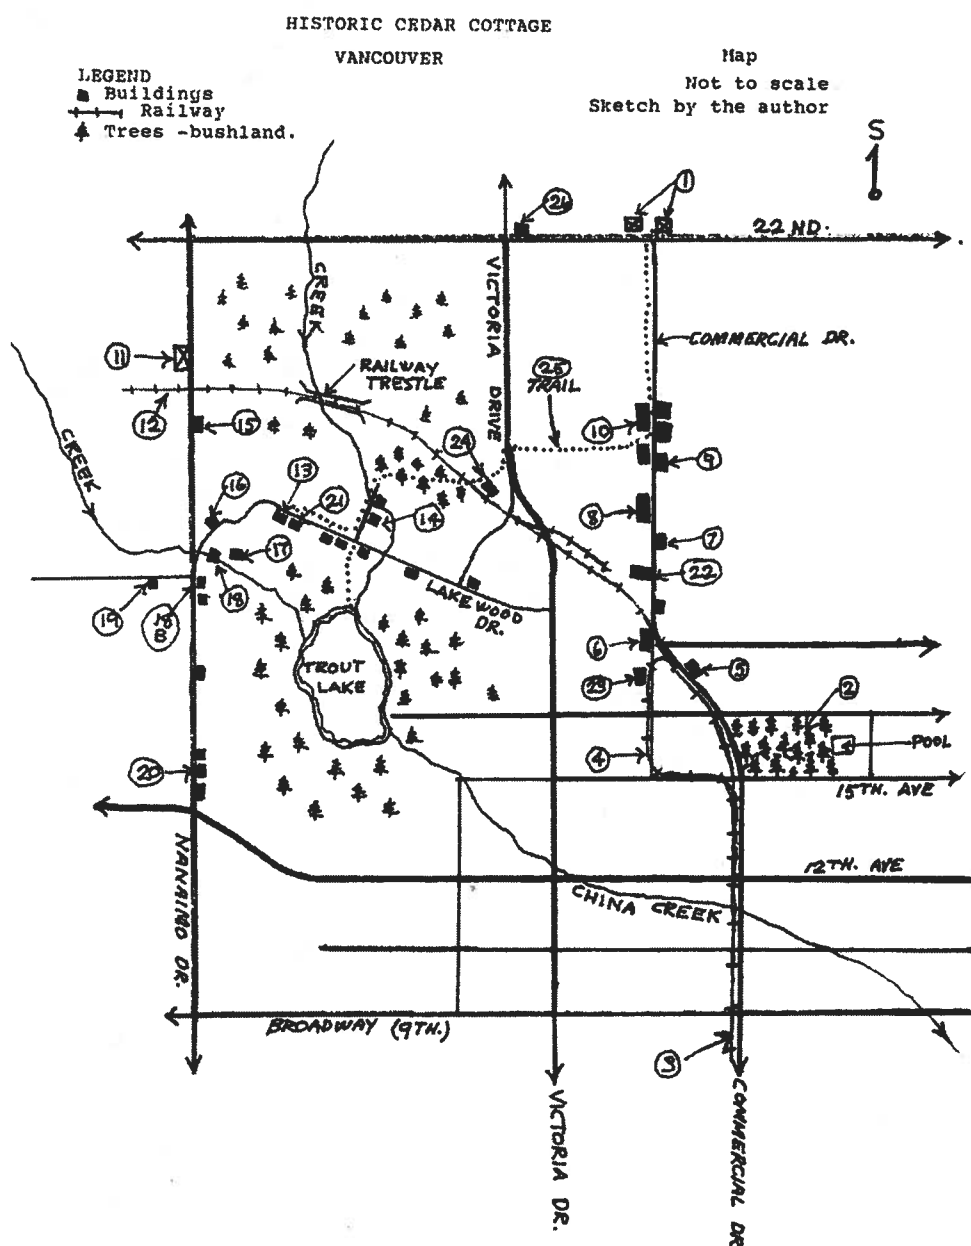 HISTORIC CEDAR COTTAGE
VANCOUVER
Map
Not to scale
Sketch by the author
LEGEND
Buildings
Railway
Trees -bushland.
S
1
26
22 ND.
CREEK
VICTORIA DRIVE
COMMERCIAL DR.
11
RAILWAY
TRESTLE
25
TRAIL
12
15
10
24
9
CREEK
16
13
21
14
8
7
17
22
19
18
B
18
LAKEWOOD
DR.
6
5
TROUT
LAKE
23
2
POOL
20
4
15TH. AVE
NANAIMO DR.
12TH. AVE
CHINA CREEK
BROADWAY (9TH.)
3
VICTORIA DR.
COMMERCIAL DR